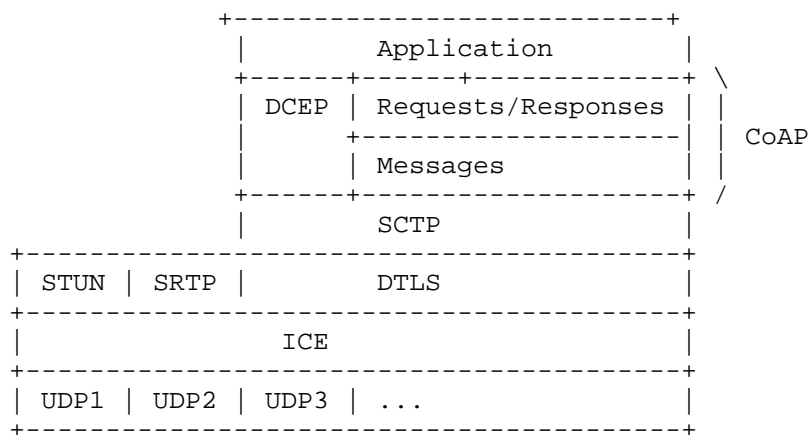 Application
DCEP | Requests/Responses
CoAP
Messages
SCTP
STUN | SRTP | DTLS
ICE
UDP1 | UDP2 | UDP3 | ...